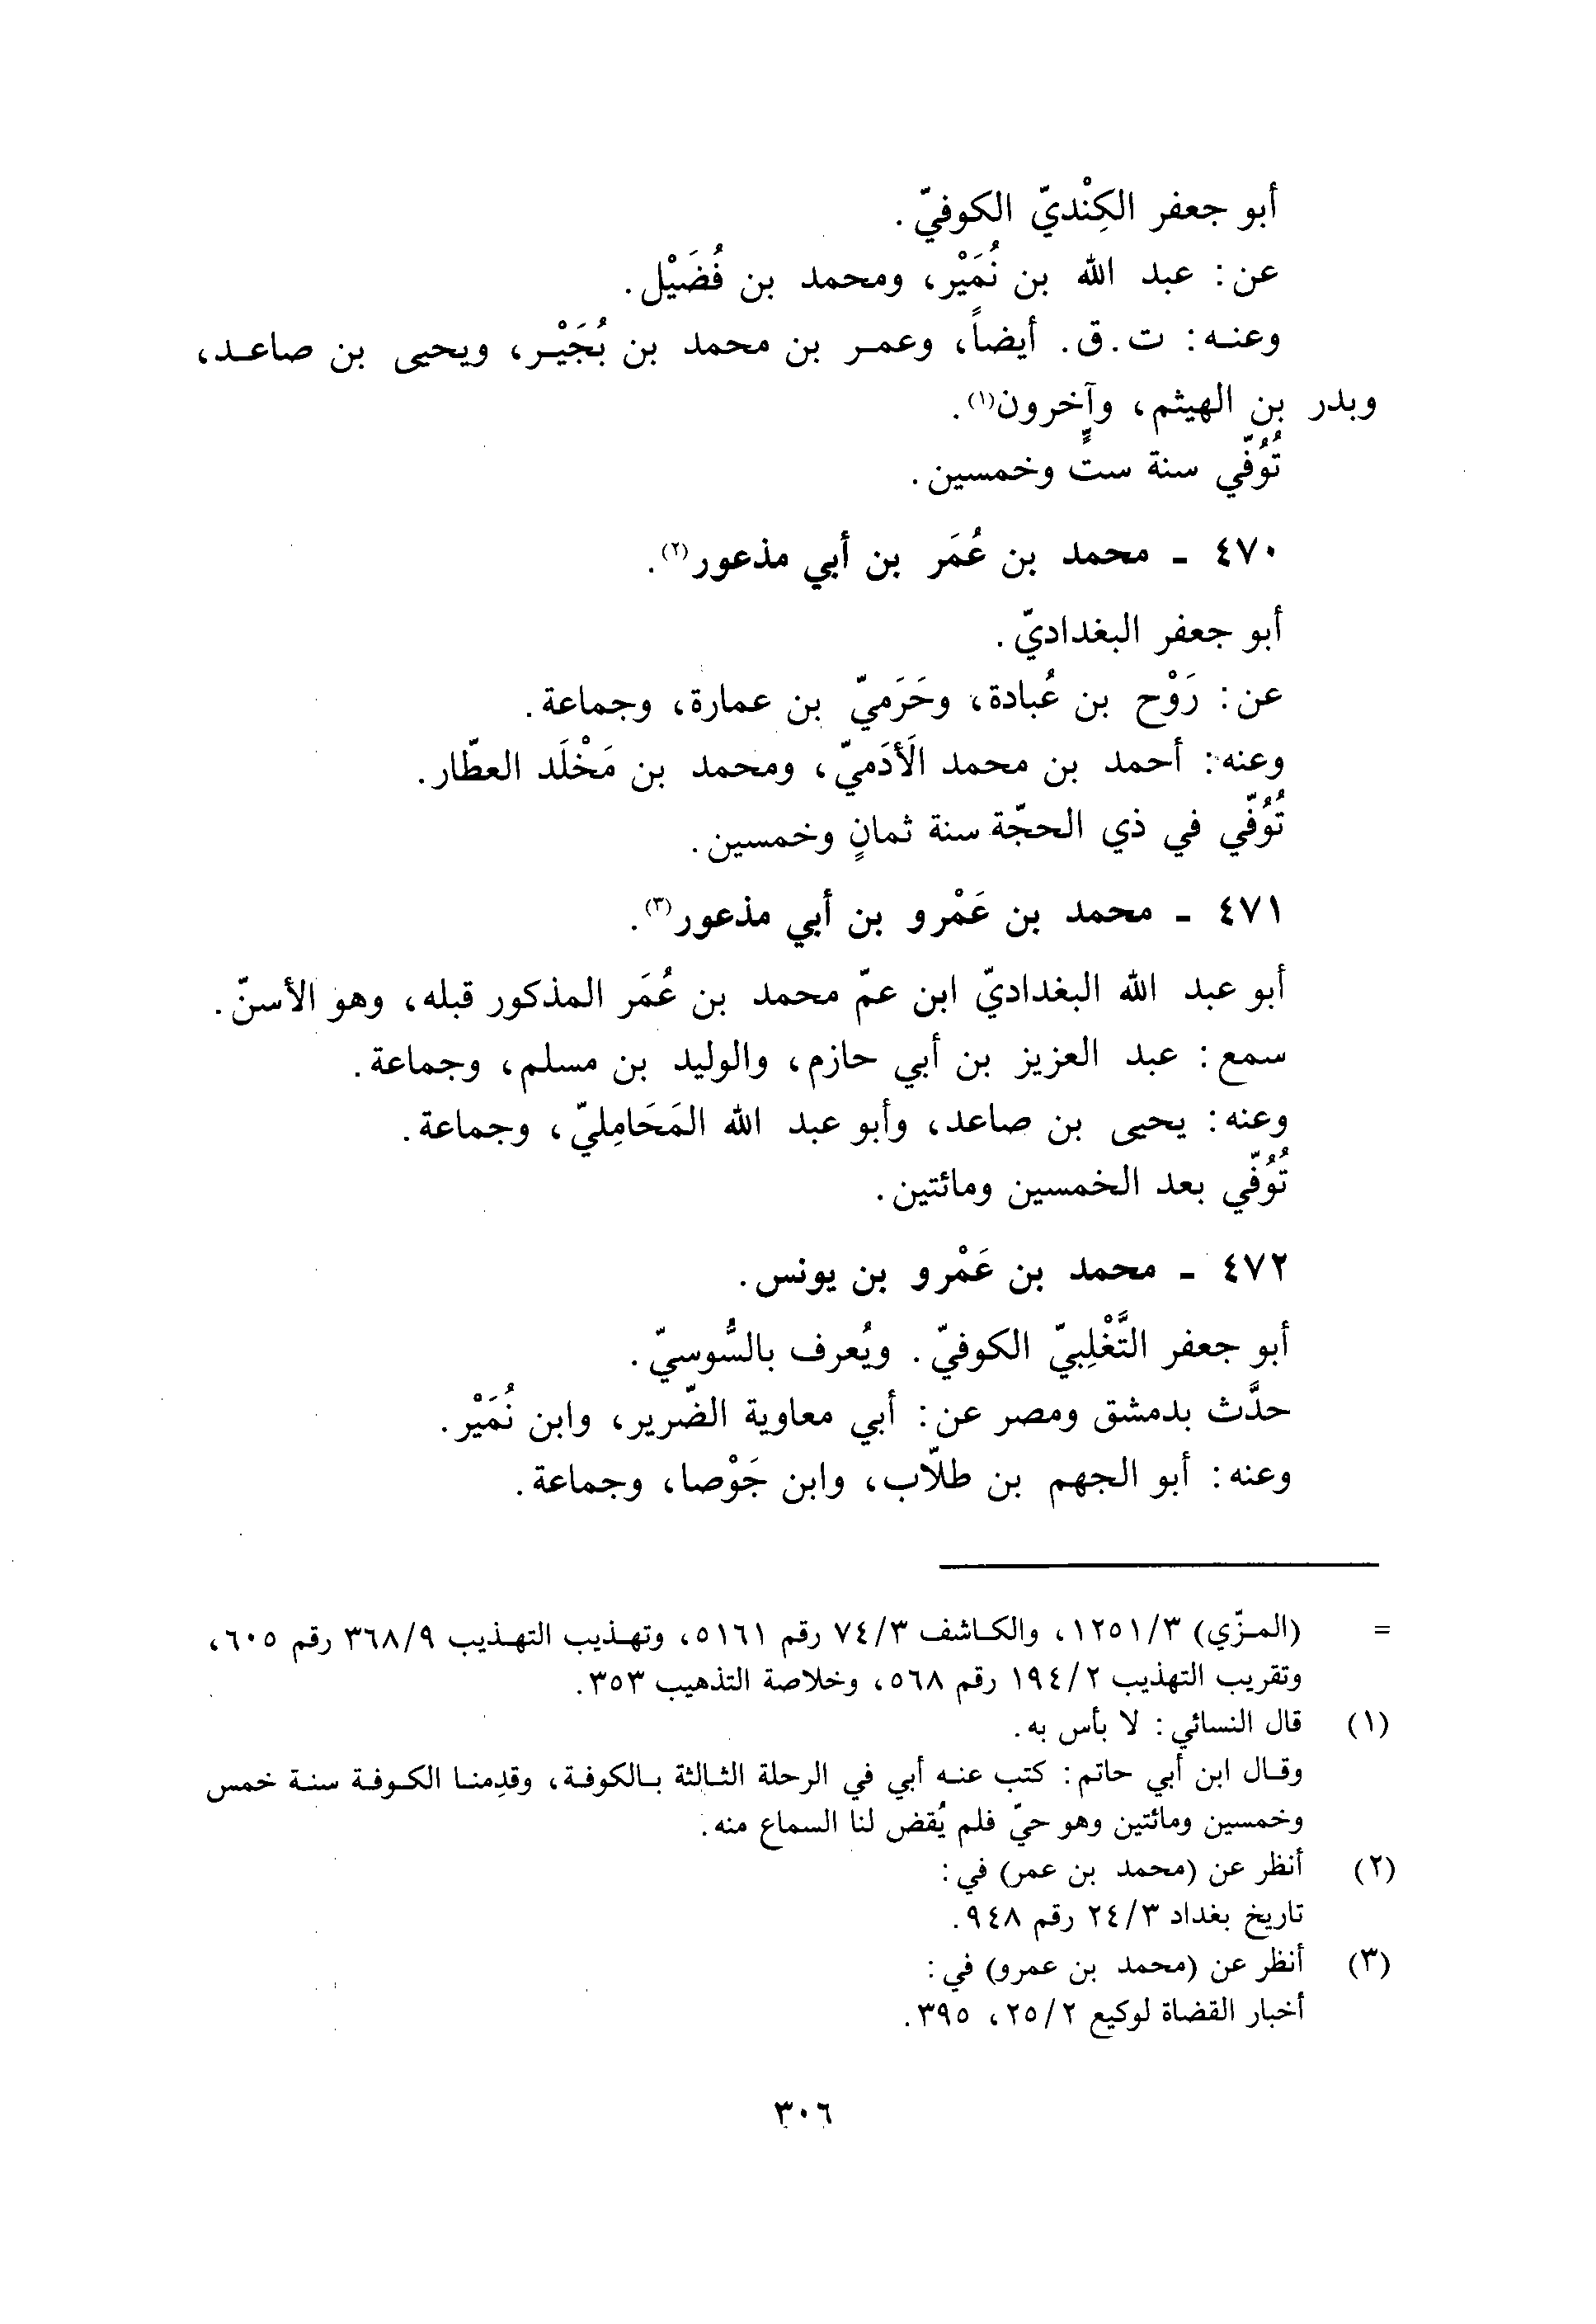 أبو جعفر الكِنْديّ الكوفيّ.
عن: عبد الله بن نُمَيْر، ومحمد بن فُضَيْل.
وعنه: ت. ق. أيضاً، وعمر بن محمد بن بُجَيْر، ويحيى بن صاعد،
وبدر بن الهيثم، وآخرون(١).
تُوُفّي سنة ستٍّ وخمسين.
٤٧٠ - محمد بن عُمَر بن أبي مذعور(٢).
أبو جعفر البغداديّ.
عن: رَوْح بن عُبادة، وحَرَميّ بن عمارة، وجماعة.
وعنه: أحمد بن محمد الَأدَميّ، ومحمد بن مَخْلَد العطّار.
تُوُفّي في ذي الحجّة سنة ثمانٍ وخمسين.
٤٧١ - محمد بن عَمْرو بن أبي مذعور(٣).
أبو عبد الله البغداديّ ابن عمّ محمد بن عُمَر المذكور قبله، وهو الأسنّ.
سمع: عبد العزيز بن أبي حازم، والوليد بن مسلم، وجماعة.
وعنه: يحيى بن صاعد، وأبو عبد الله المَحَامِليّ، وجماعة.
تُوُفّي بعد الخمسين ومائتين.
٤٧٢ - محمد بن عَمْرو بن يونس.
أبو جعفر التَّغْلِبيّ الكوفيّ. ويُعرف بالسُّوسيّ.
حدَّث بدمشق ومصر عن: أبي معاوية الضّرير، وابن نُمَيْر.
وعنه: أبو الجهم بن طلّاب، وابن جَوْصا، وجماعة.
= (المزّي) ١٢٥١/٣، والكاشف ٧٤/٣ رقم ٥١٦١، وتهذيب التهذيب ٣٦٨/٩ رقم ٦٠٥،
وتقريب التهذيب ١٩٤/٢ رقم ٥٦٨، وخلاصة التذهيب ٣٥٣.
(١) قال النسائي: لا بأس به.
وقال ابن أبي حاتم: كتب عنه أبي في الرحلة الثالثة بالكوفة، وقدِمنا الكوفة سنة خمس
وخمسين ومائتين وهو حيّ فلم يُقض لنا السماع منه.
(٢) أنظر عن (محمد بن عمر) في:
تاريخ بغداد ٢٤/٣ رقم ٩٤٨.
(٣) أنظر عن (محمد بن عمرو) في:
أخبار القضاة لوكيع ٢٥/٢، ٣٩٥.
٣٠٦